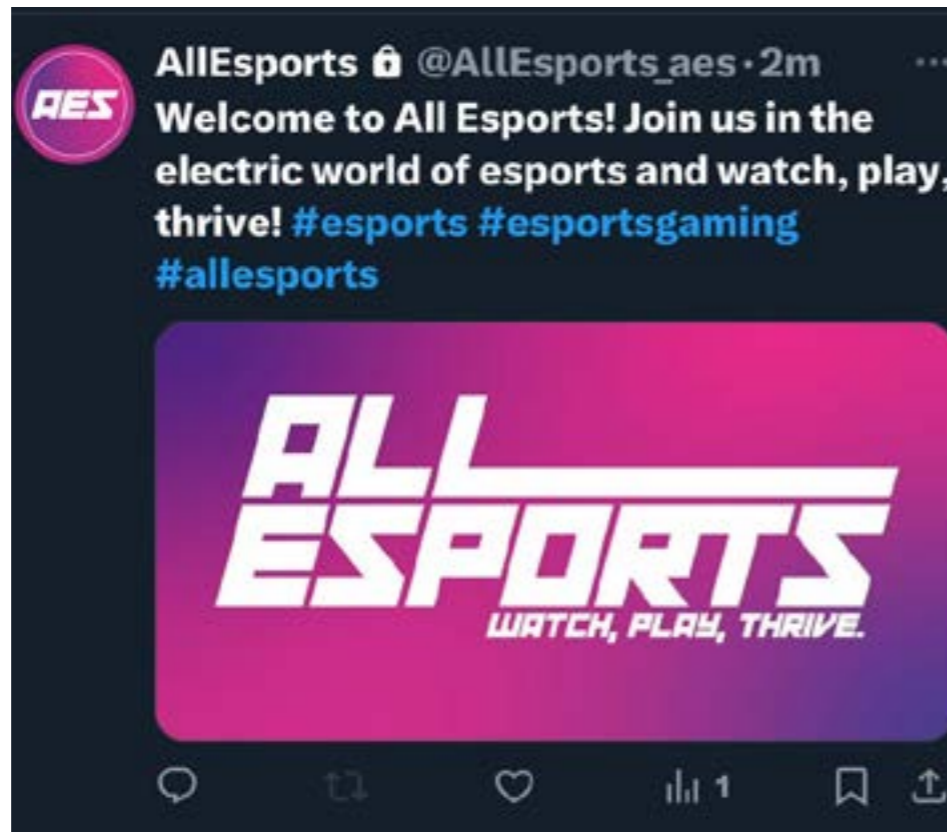 AllEsports @AllEsports_aes · 2m
AES
Welcome to All Esports! Join us in the
electric world of esports and watch, play,
thrive! #esports #esportsgaming
#allesports
ALL
ESPORTS
WATCH, PLAY, THRIVE.
1